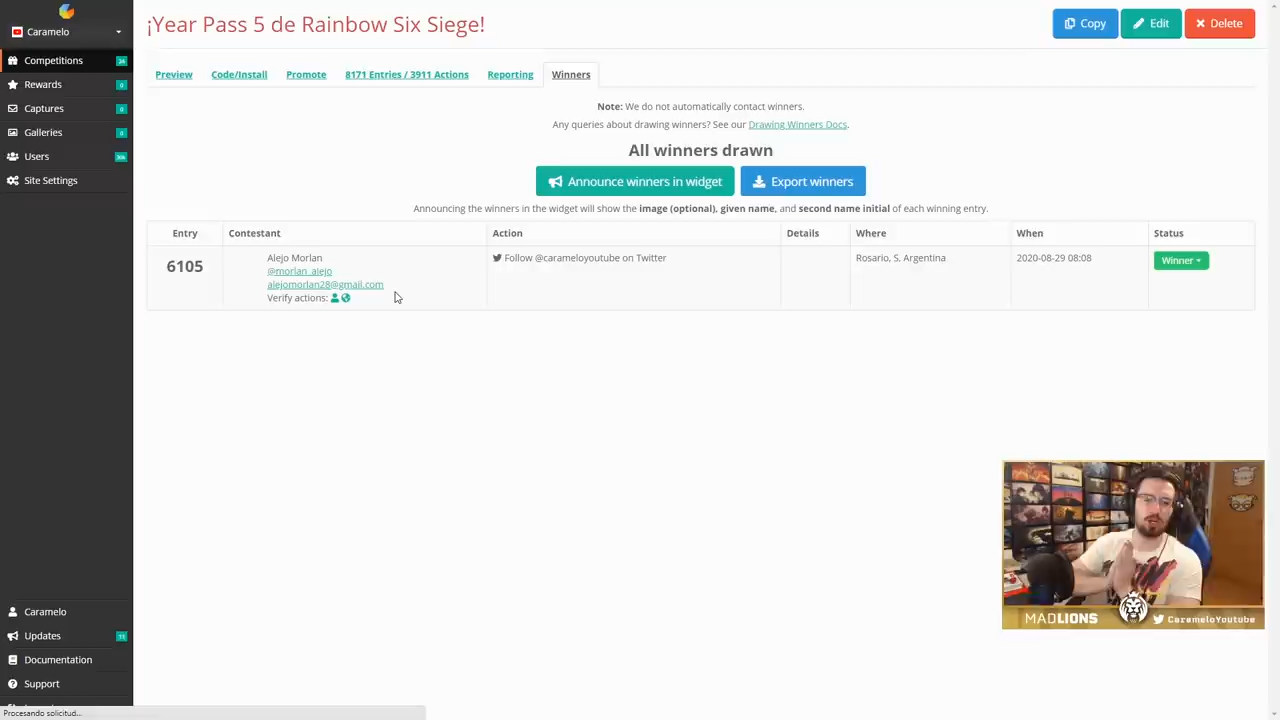 Caramelo
¡Year Pass 5 de Rainbow Six Siege!
Copy
Edit
Delete
Competitions 24
Rewards 0
Captures 0
Galleries 0
Users
Site Settings
Preview
Code/Install
Promote
8171 Entries / 3911 Actions
Reporting
Winners
Note: We do not automatically contact winners.
Any queries about drawing winners? See our Drawing Winners Docs.
All winners drawn
Announce winners in widget
Export winners
Announcing the winners in the widget will show the image (optional), given name, and second name initial of each winning entry.
Entry Contestant Action Details Where When Status
6105
Alejo Morlan
@morlan_alejo
alejomorlan28@gmail.com
Verify actions:
Follow @carameloyoutube on Twitter
Rosario, S, Argentina
2020-08-29 08:08
Winner
MADLIONS
CarameloYoutube
Caramelo
Updates 11
Documentation
Support
Procesando solicitud...